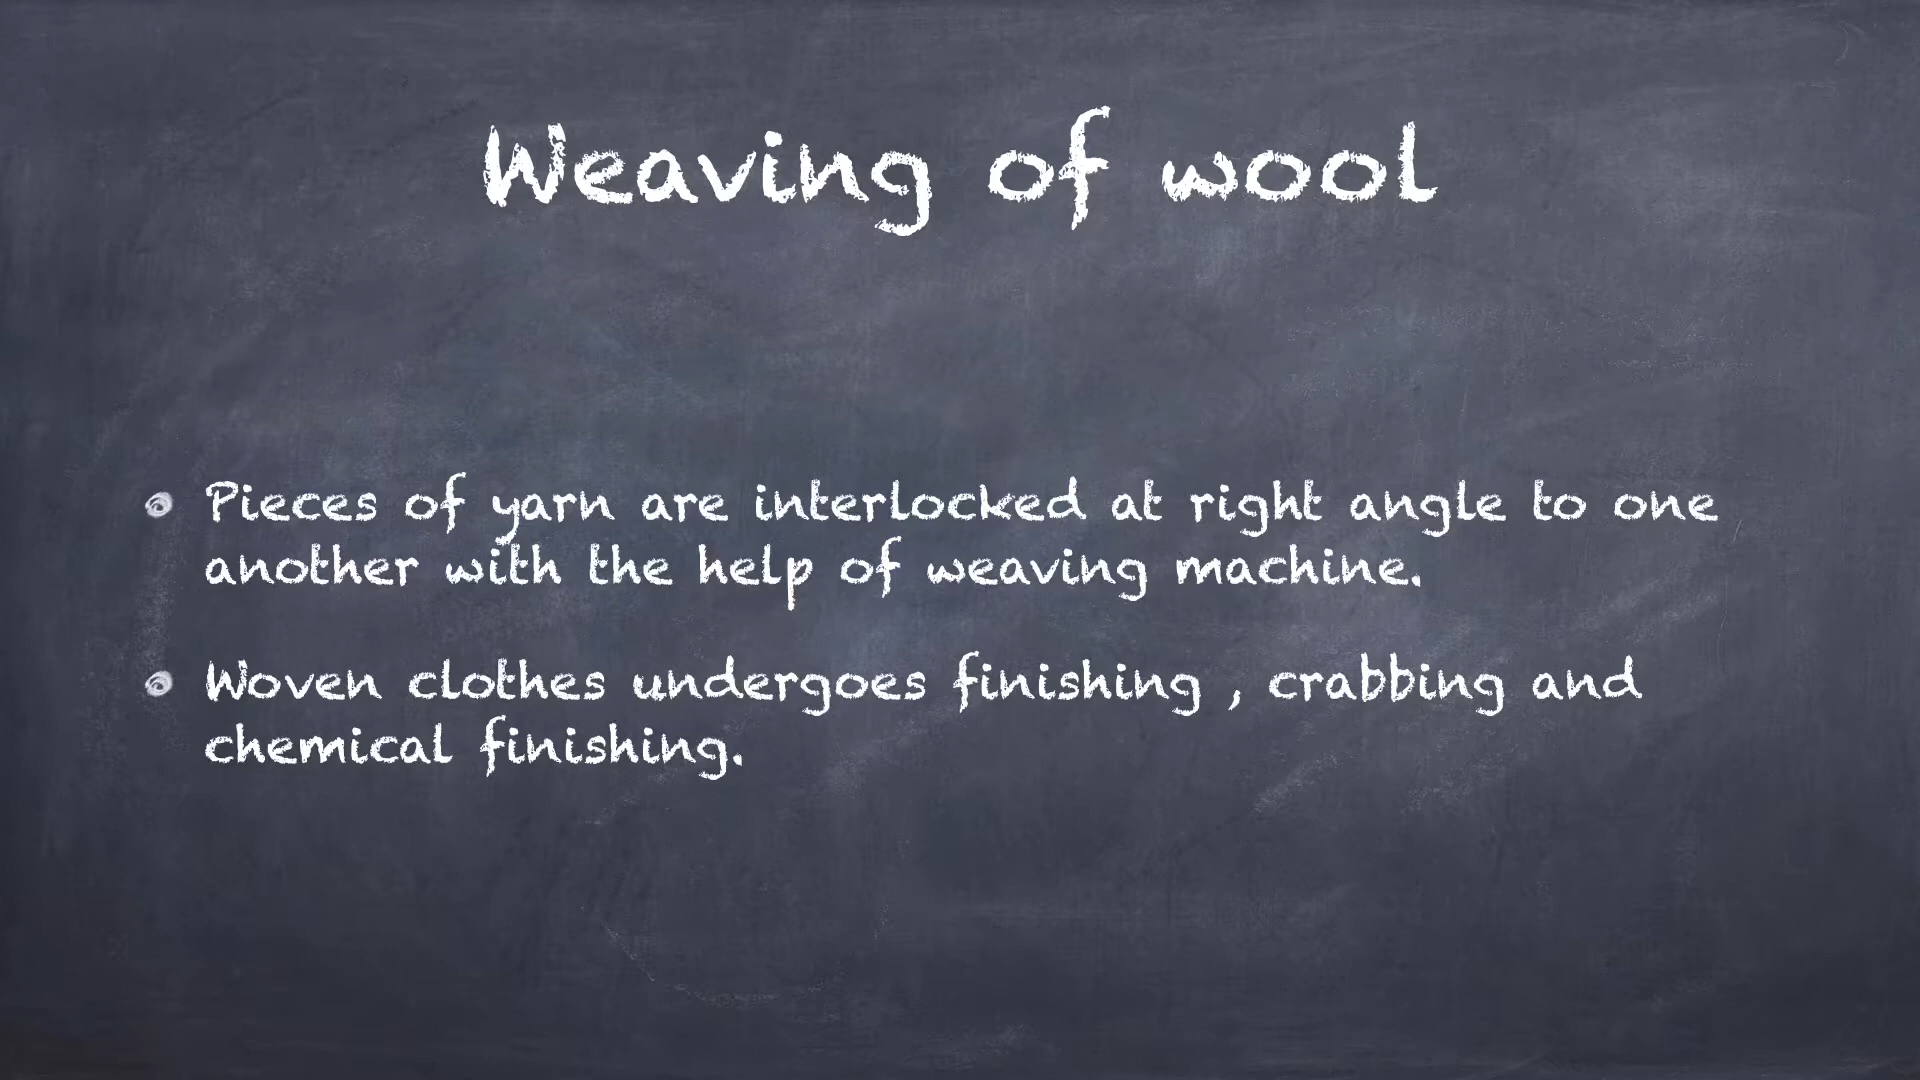 Weaving of wool
Pieces of yarn are interlocked at right angle to one
another with the help of weaving machine.
Woven clothes undergoes finishing , crabbing and
chemical finishing.